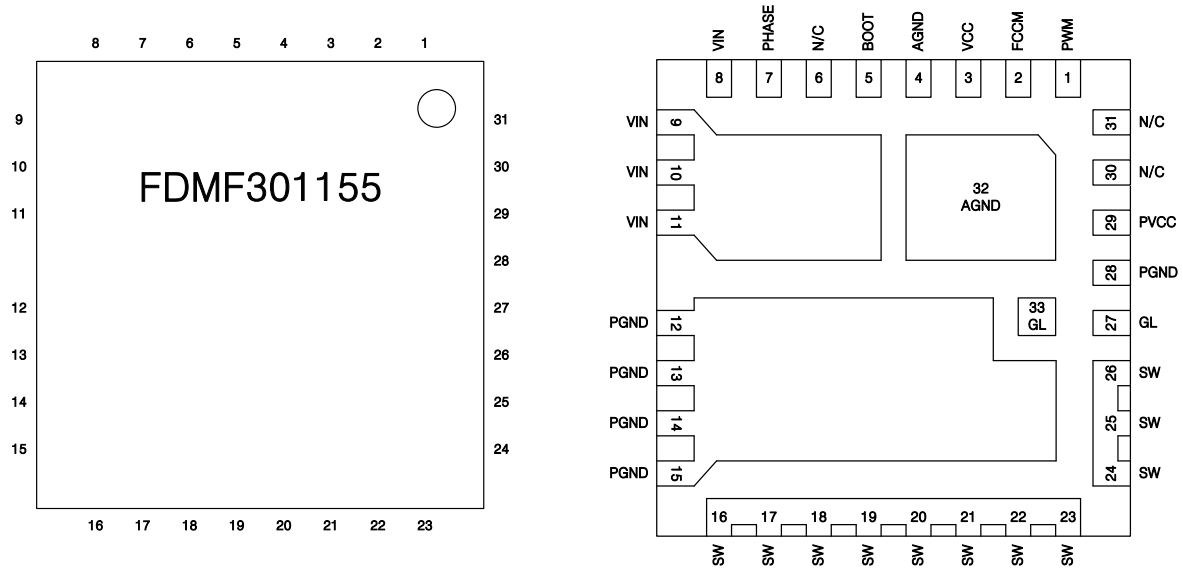 8 7 6 5 4 3 2 1
9 31
10 30
11 29
28
12 27
13 26
14 25
15 24
FDMF301155
16 17 18 19 20 21 22 23
VIN PHASE N/C BOOT AGND VCC FCCM PWM
8 7 6 5 4 3 2 1
VIN 9 31 N/C
VIN 10 30 N/C
32
AGND
VIN 11 29 PVCC
28 PGND
33
GL
PGND 12 27 GL
PGND 13 26 SW
PGND 14 25 SW
PGND 15 24 SW
16 17 18 19 20 21 22 23
SW SW SW SW SW SW SW SW